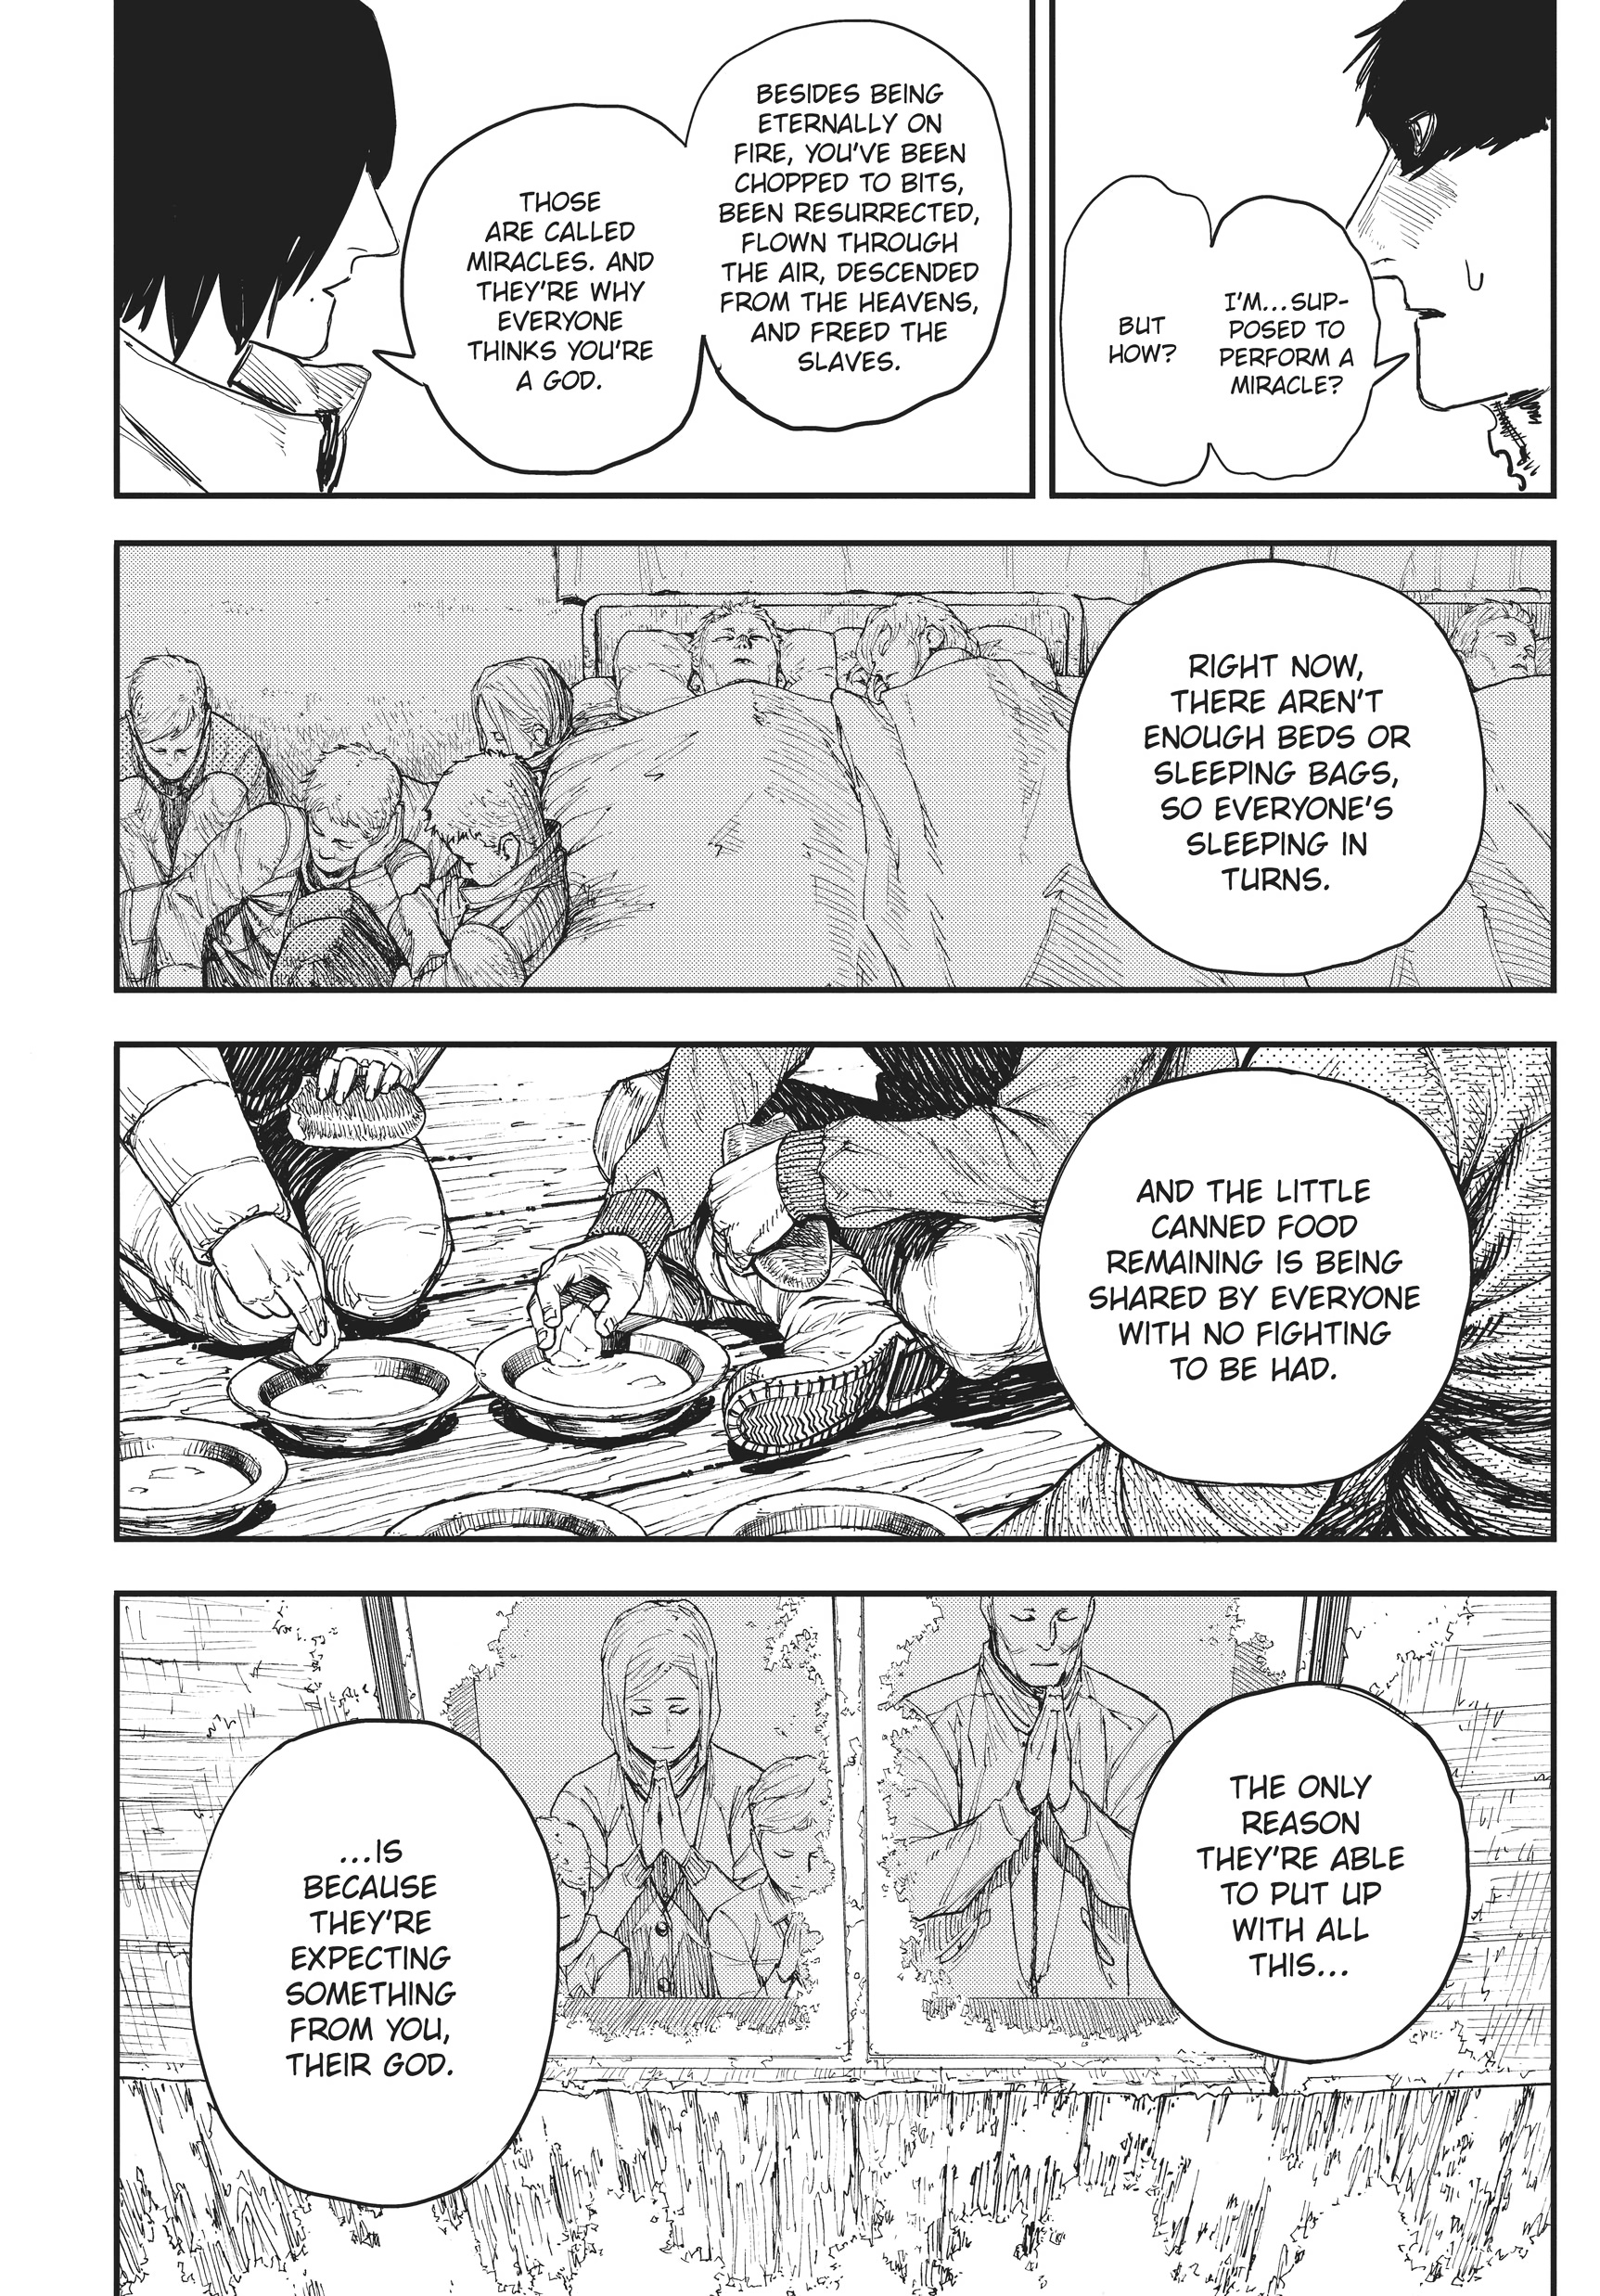 I'M...SUP-
POSED TO
PERFORM A
MIRACLE?
BUT
HOW?
BESIDES BEING
ETERNALLY ON
FIRE, YOU'VE BEEN
CHOPPED TO BITS,
BEEN RESURRECTED,
FLOWN THROUGH
THE AIR, DESCENDED
FROM THE HEAVENS,
AND FREED THE
SLAVES.
THOSE
ARE CALLED
MIRACLES. AND
THEY'RE WHY
EVERYONE
THINKS YOU'RE
A GOD.
RIGHT NOW,
THERE AREN'T
ENOUGH BEDS OR
SLEEPING BAGS,
SO EVERYONE'S
SLEEPING IN
TURNS.
AND THE LITTLE
CANNED FOOD
REMAINING IS BEING
SHARED BY EVERYONE
WITH NO FIGHTING
TO BE HAD.
THE ONLY
REASON
THEY'RE ABLE
TO PUT UP
WITH ALL
THIS...
...IS
BECAUSE
THEY'RE
EXPECTING
SOMETHING
FROM YOU,
THEIR GOD.